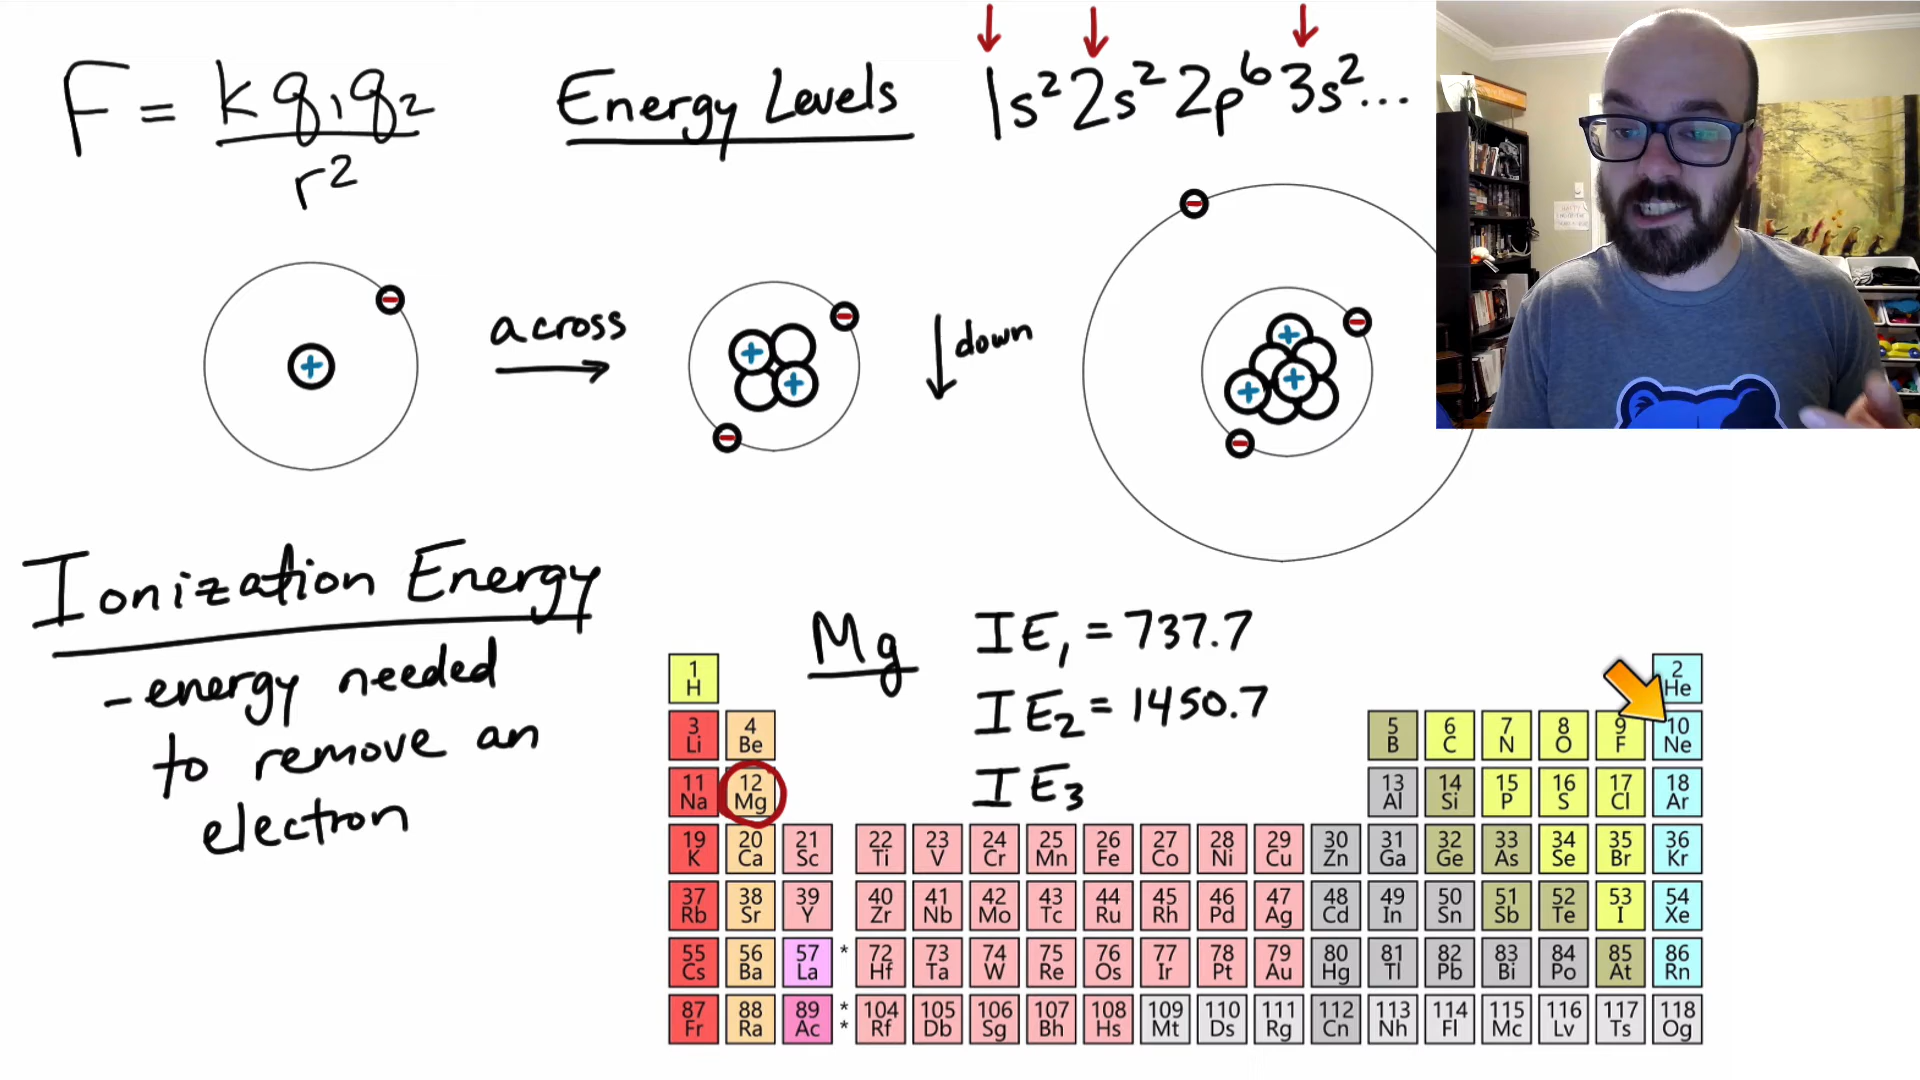 F = kq₁q₂
r²
Energy Levels
1s² 2s² 2p⁶ 3s²...
across
down
Ionization Energy
- energy needed
to remove an
electron
Mg
IE₁ = 737.7
IE₂ = 1450.7
IE₃
1 2
H He
3 4 5 6 7 8 9 10
Li Be B C N O F Ne
11 12 13 14 15 16 17 18
Na Mg Al Si P S Cl Ar
19 20 21 22 23 24 25 26 27 28 29 30 31 32 33 34 35 36
K Ca Sc Ti V Cr Mn Fe Co Ni Cu Zn Ga Ge As Se Br Kr
37 38 39 40 41 42 43 44 45 46 47 48 49 50 51 52 53 54
Rb Sr Y Zr Nb Mo Tc Ru Rh Pd Ag Cd In Sn Sb Te I Xe
55 56 57 * 72 73 74 75 76 77 78 79 80 81 82 83 84 85 86
Cs Ba La Hf Ta W Re Os Ir Pt Au Hg Tl Pb Bi Po At Rn
87 88 89 * 104 105 106 107 108 109 110 111 112 113 114 115 116 117 118
Fr Ra Ac * Rf Db Sg Bh Hs Mt Ds Rg Cn Nh Fl Mc Lv Ts Og